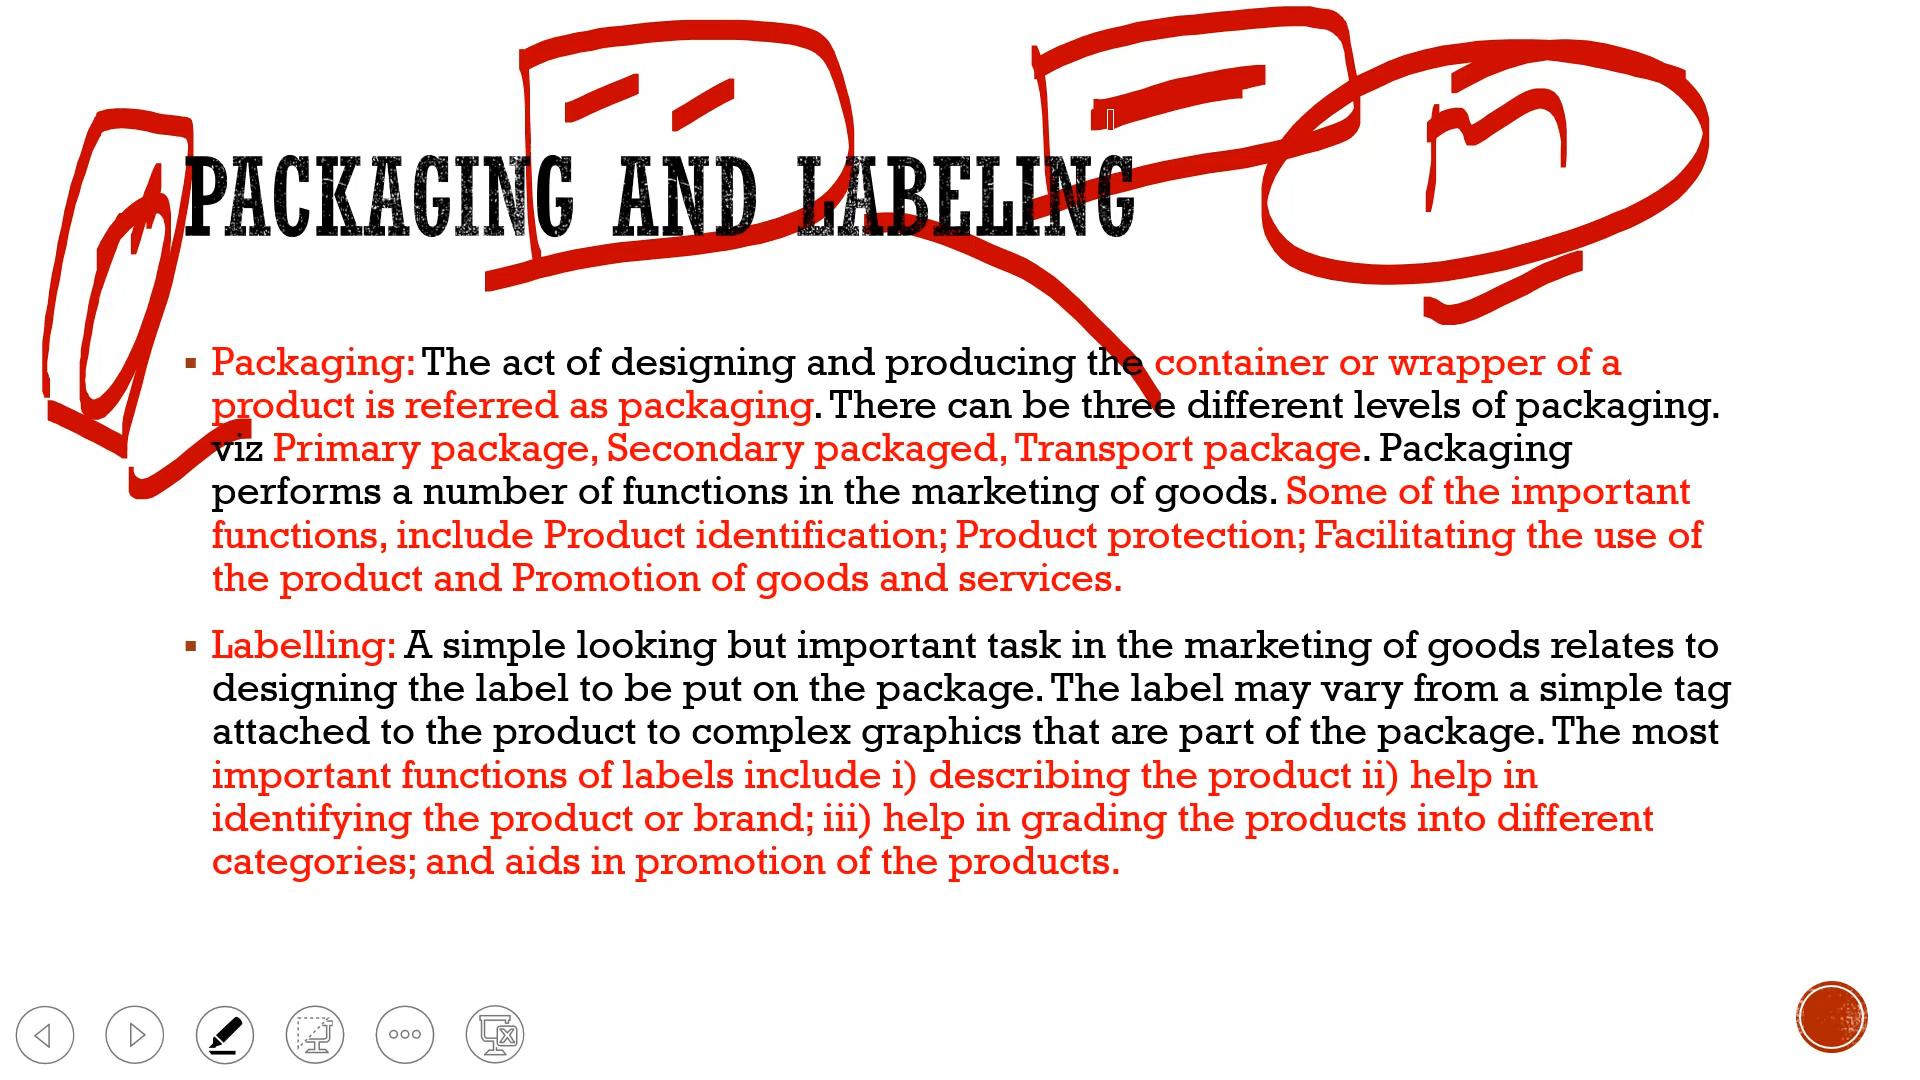 PACKAGING AND LABELING
Packaging: The act of designing and producing the container or wrapper of a
product is referred as packaging. There can be three different levels of packaging.
viz Primary package, Secondary packaged, Transport package. Packaging
performs a number of functions in the marketing of goods. Some of the important
functions, include Product identification; Product protection; Facilitating the use of
the product and Promotion of goods and services.
Labelling: A simple looking but important task in the marketing of goods relates to
designing the label to be put on the package. The label may vary from a simple tag
attached to the product to complex graphics that are part of the package. The most
important functions of labels include i) describing the product ii) help in
identifying the product or brand; iii) help in grading the products into different
categories; and aids in promotion of the products.